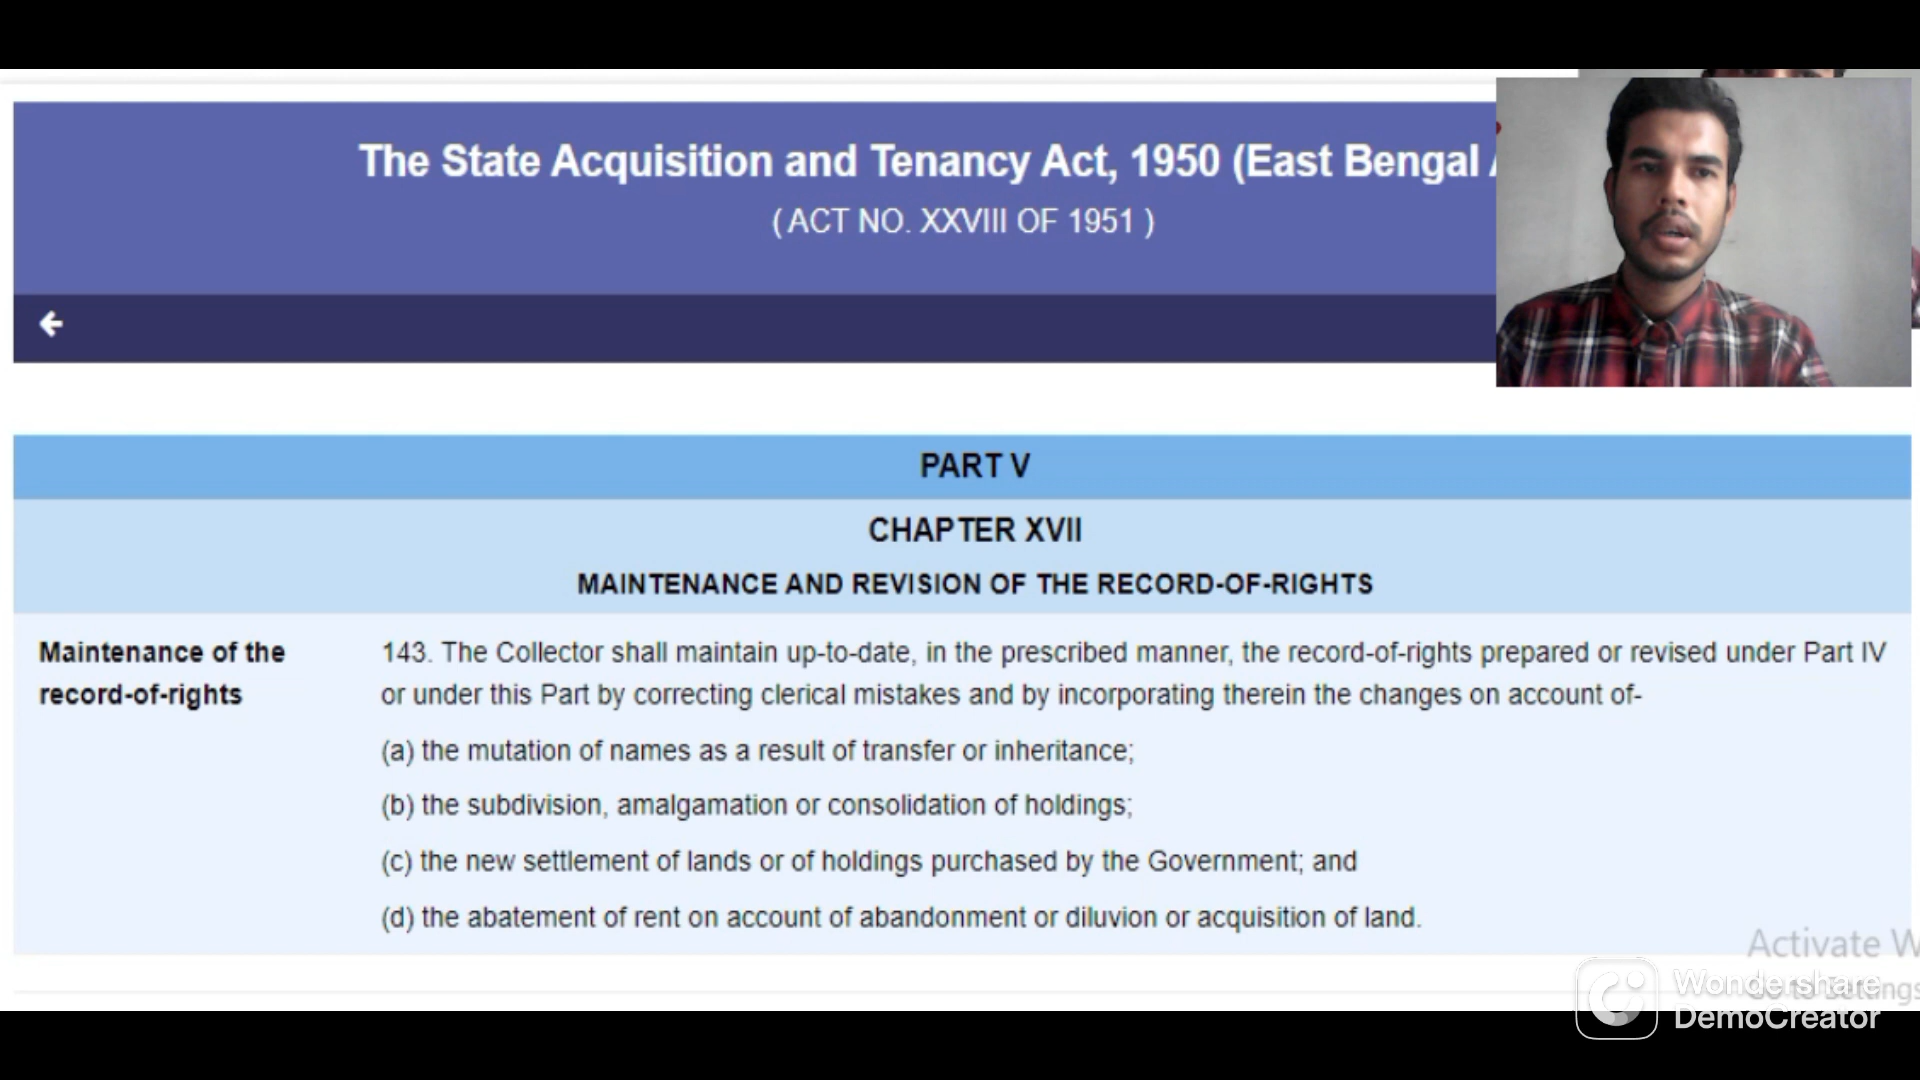 The State Acquisition and Tenancy Act, 1950 (East Bengal
( ACT NO. XXVIII OF 1951 )
PART V
CHAPTER XVII
MAINTENANCE AND REVISION OF THE RECORD-OF-RIGHTS
Maintenance of the
record-of-rights
143. The Collector shall maintain up-to-date, in the prescribed manner, the record-of-rights prepared or revised under Part IV
or under this Part by correcting clerical mistakes and by incorporating therein the changes on account of-
(a) the mutation of names as a result of transfer or inheritance;
(b) the subdivision, amalgamation or consolidation of holdings;
(c) the new settlement of lands or of holdings purchased by the Government; and
(d) the abatement of rent on account of abandonment or diluvion or acquisition of land.
Activate W
Go to Settings
Wondershare
DemoCreator